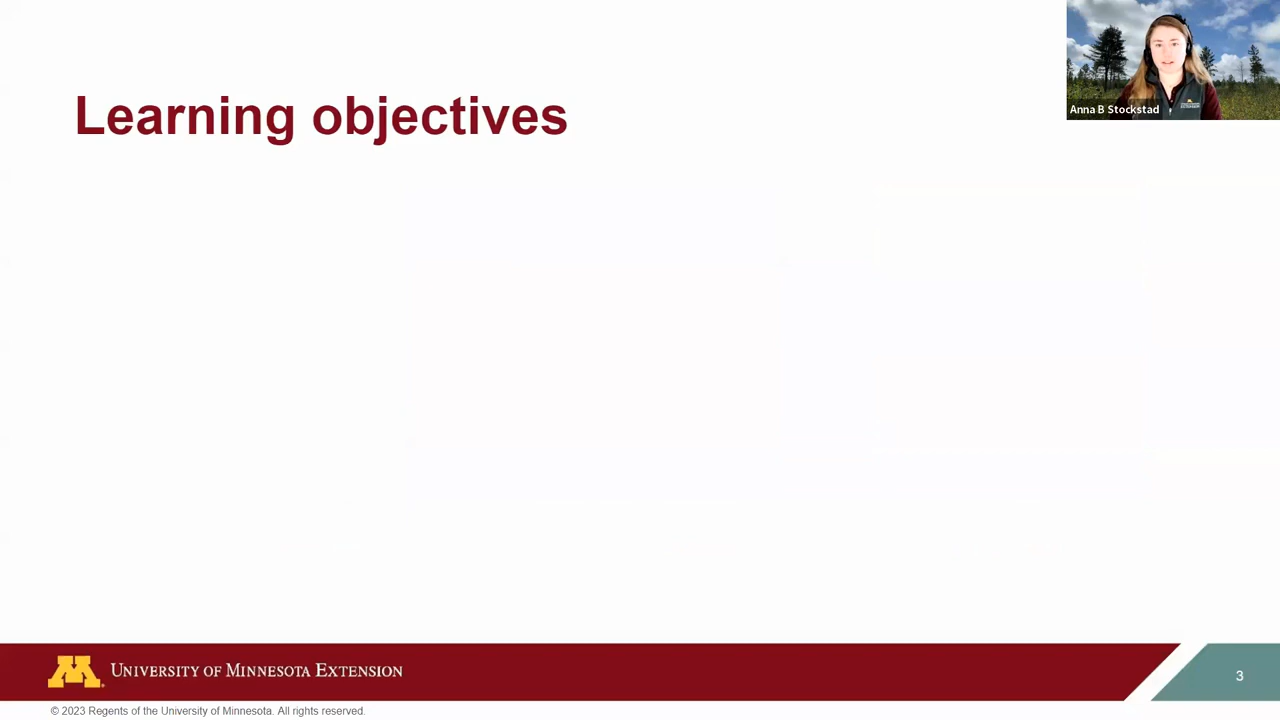 Learning objectives
Anna B Stockstad
UNIVERSITY OF MINNESOTA EXTENSION
3
© 2023 Regents of the University of Minnesota. All rights reserved.